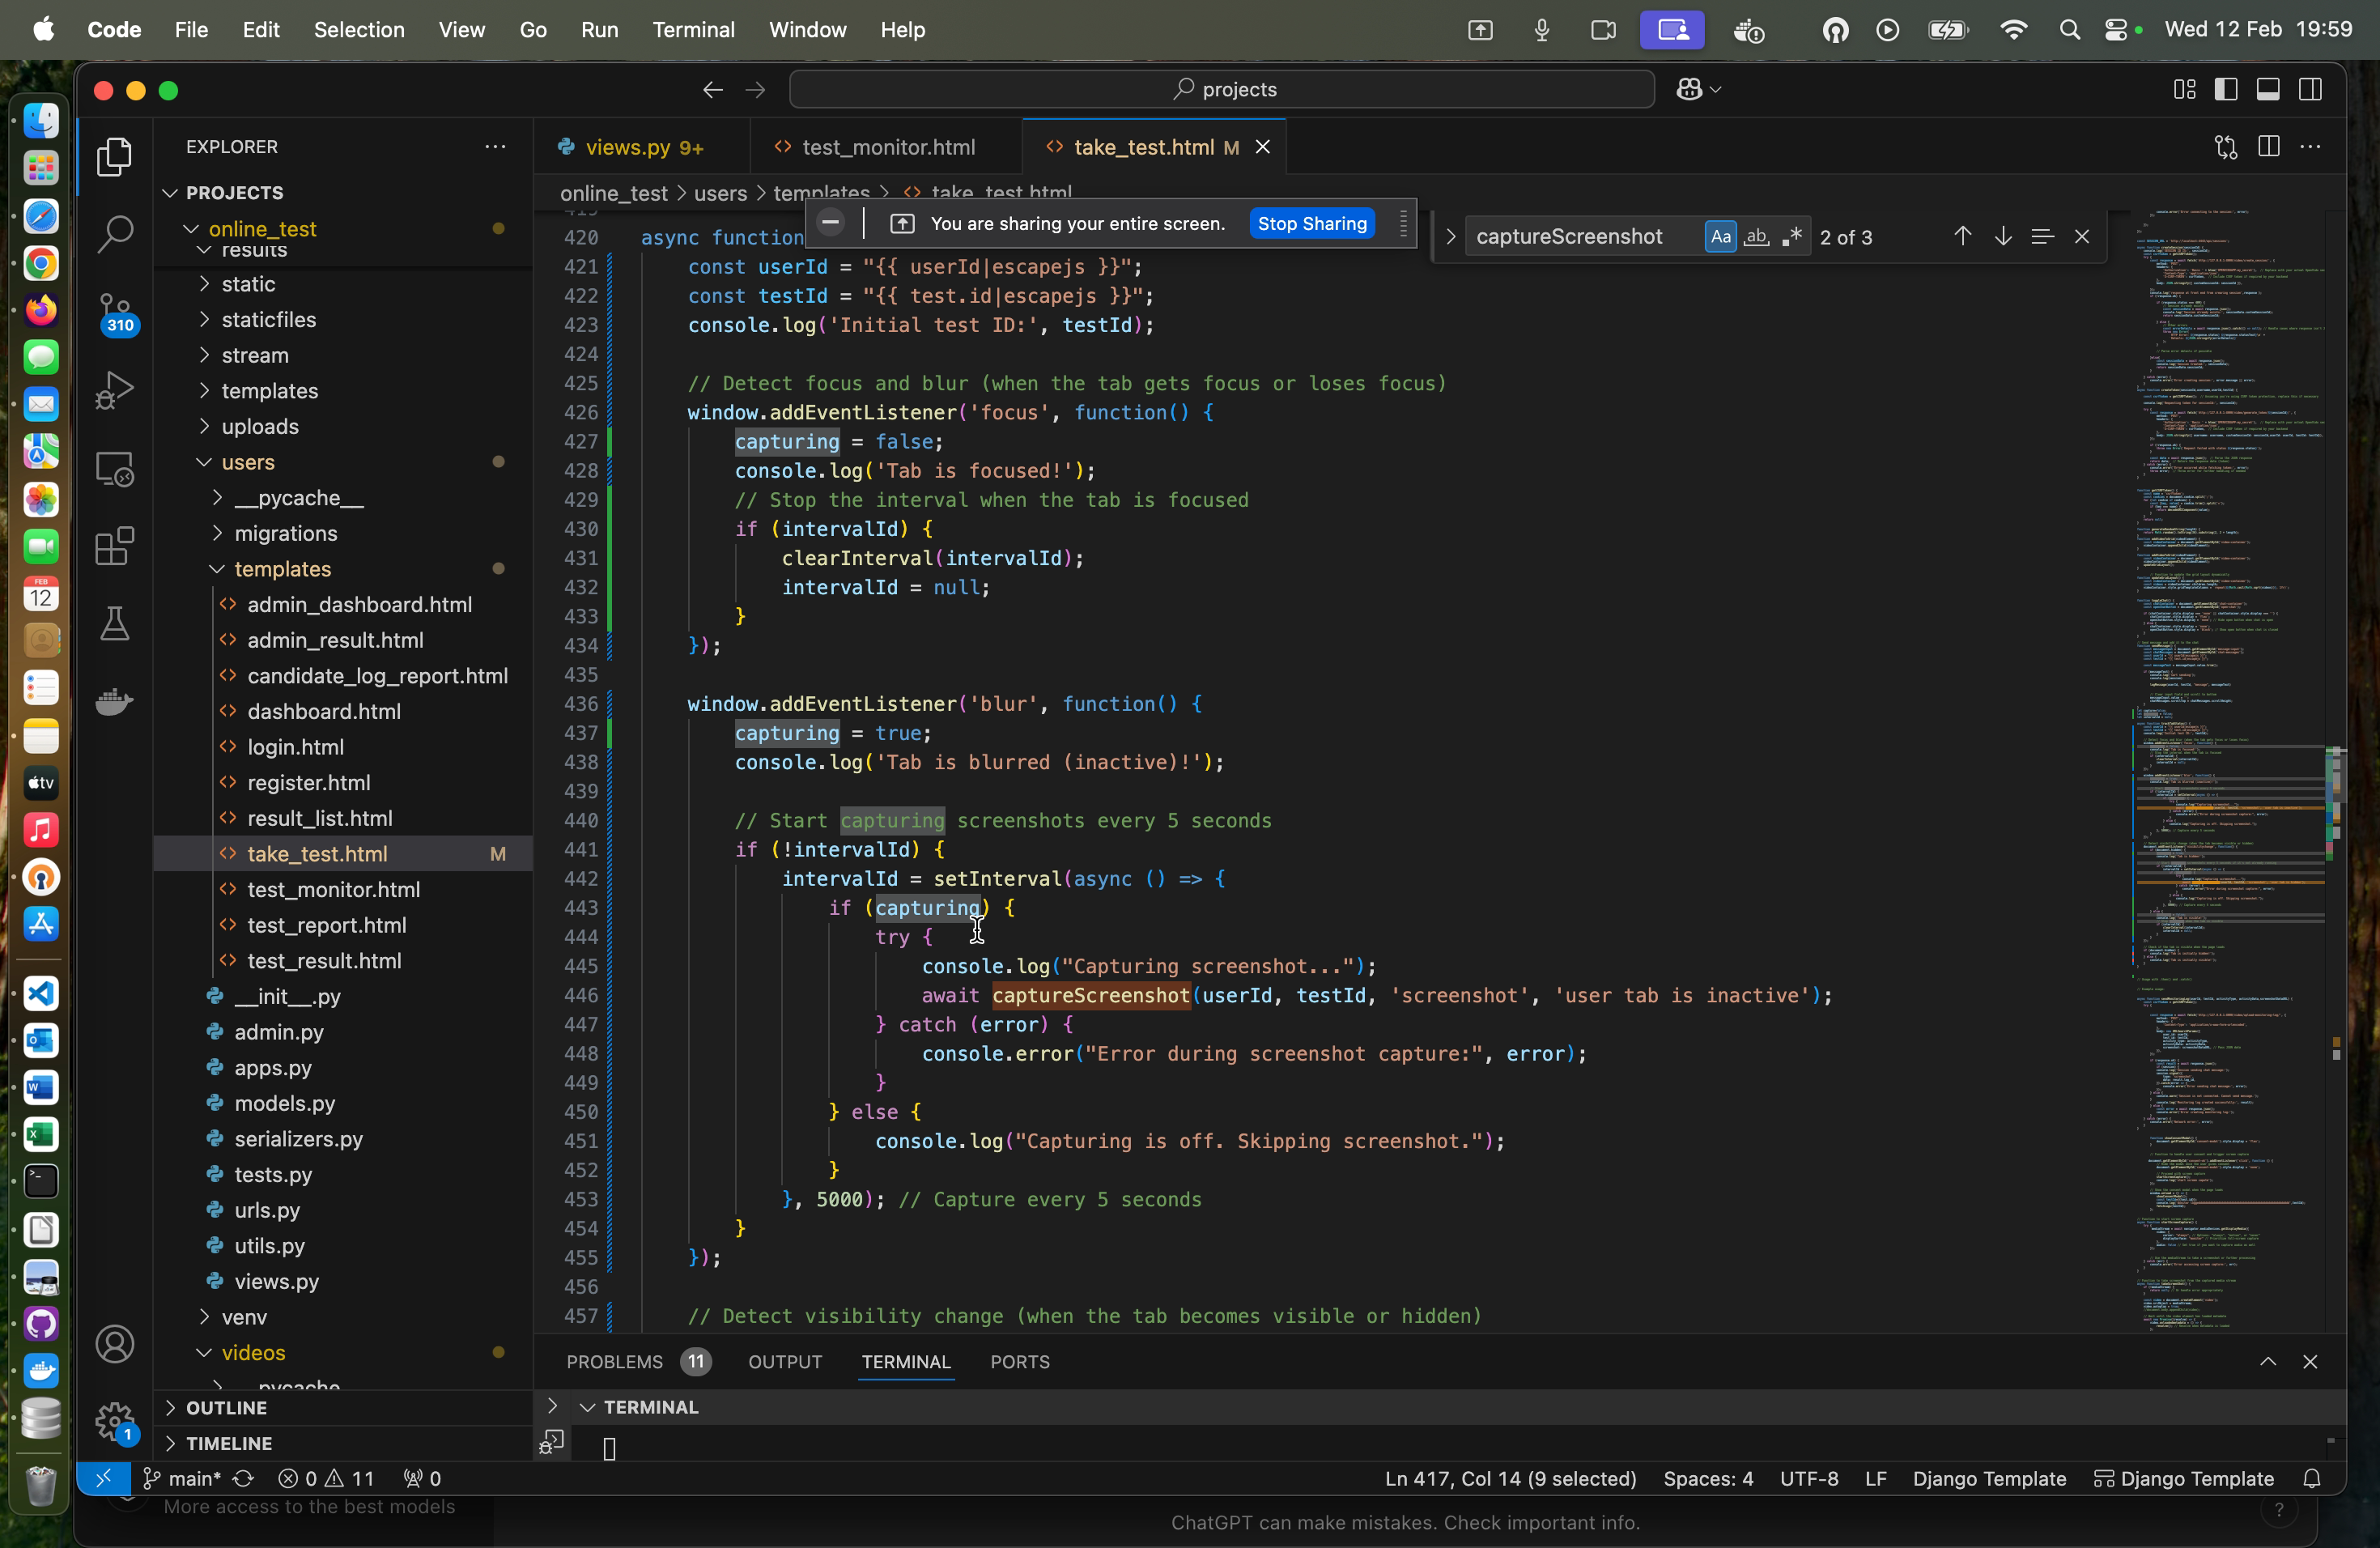 Code File Edit Selection View Go Run Terminal Window Help Wed 12 Feb 19:59
projects
EXPLORER
views.py 9+ test_monitor.html take_test.html M
PROJECTS
online_test > users > templates > take_test.html
online_test
results
static
staticfiles
stream
templates
uploads
users
__pycache__
migrations
templates
admin_dashboard.html
admin_result.html
candidate_log_report.html
dashboard.html
login.html
register.html
result_list.html
take_test.html M
test_monitor.html
test_report.html
test_result.html
__init__.py
admin.py
apps.py
models.py
serializers.py
tests.py
urls.py
utils.py
views.py
venv
videos
__pycache__
OUTLINE
TIMELINE
310
1
FEB
12
tv
You are sharing your entire screen. Stop Sharing
captureScreenshot Aa ab .* 2 of 3
419
420 async function
421 const userId = "{{ userId|escapejs }}";
422 const testId = "{{ test.id|escapejs }}";
423 console.log('Initial test ID:', testId);
424
425 // Detect focus and blur (when the tab gets focus or loses focus)
426 window.addEventListener('focus', function() {
427 capturing = false;
428 console.log('Tab is focused!');
429 // Stop the interval when the tab is focused
430 if (intervalId) {
431 clearInterval(intervalId);
432 intervalId = null;
433 }
434 });
435
436 window.addEventListener('blur', function() {
437 capturing = true;
438 console.log('Tab is blurred (inactive)!');
439
440 // Start capturing screenshots every 5 seconds
441 if (!intervalId) {
442 intervalId = setInterval(async () => {
443 if (capturing) {
444 try {
445 console.log("Capturing screenshot...");
446 await captureScreenshot(userId, testId, 'screenshot', 'user tab is inactive');
447 } catch (error) {
448 console.error("Error during screenshot capture:", error);
449 }
450 } else {
451 console.log("Capturing is off. Skipping screenshot.");
452 }
453 }, 5000); // Capture every 5 seconds
454 }
455 });
456
457 // Detect visibility change (when the tab becomes visible or hidden)
PROBLEMS 11 OUTPUT TERMINAL PORTS
TERMINAL
main* 0 11 0 Ln 417, Col 14 (9 selected) Spaces: 4 UTF-8 LF Django Template Django Template
More access to the best models
ChatGPT can make mistakes. Check important info.
?